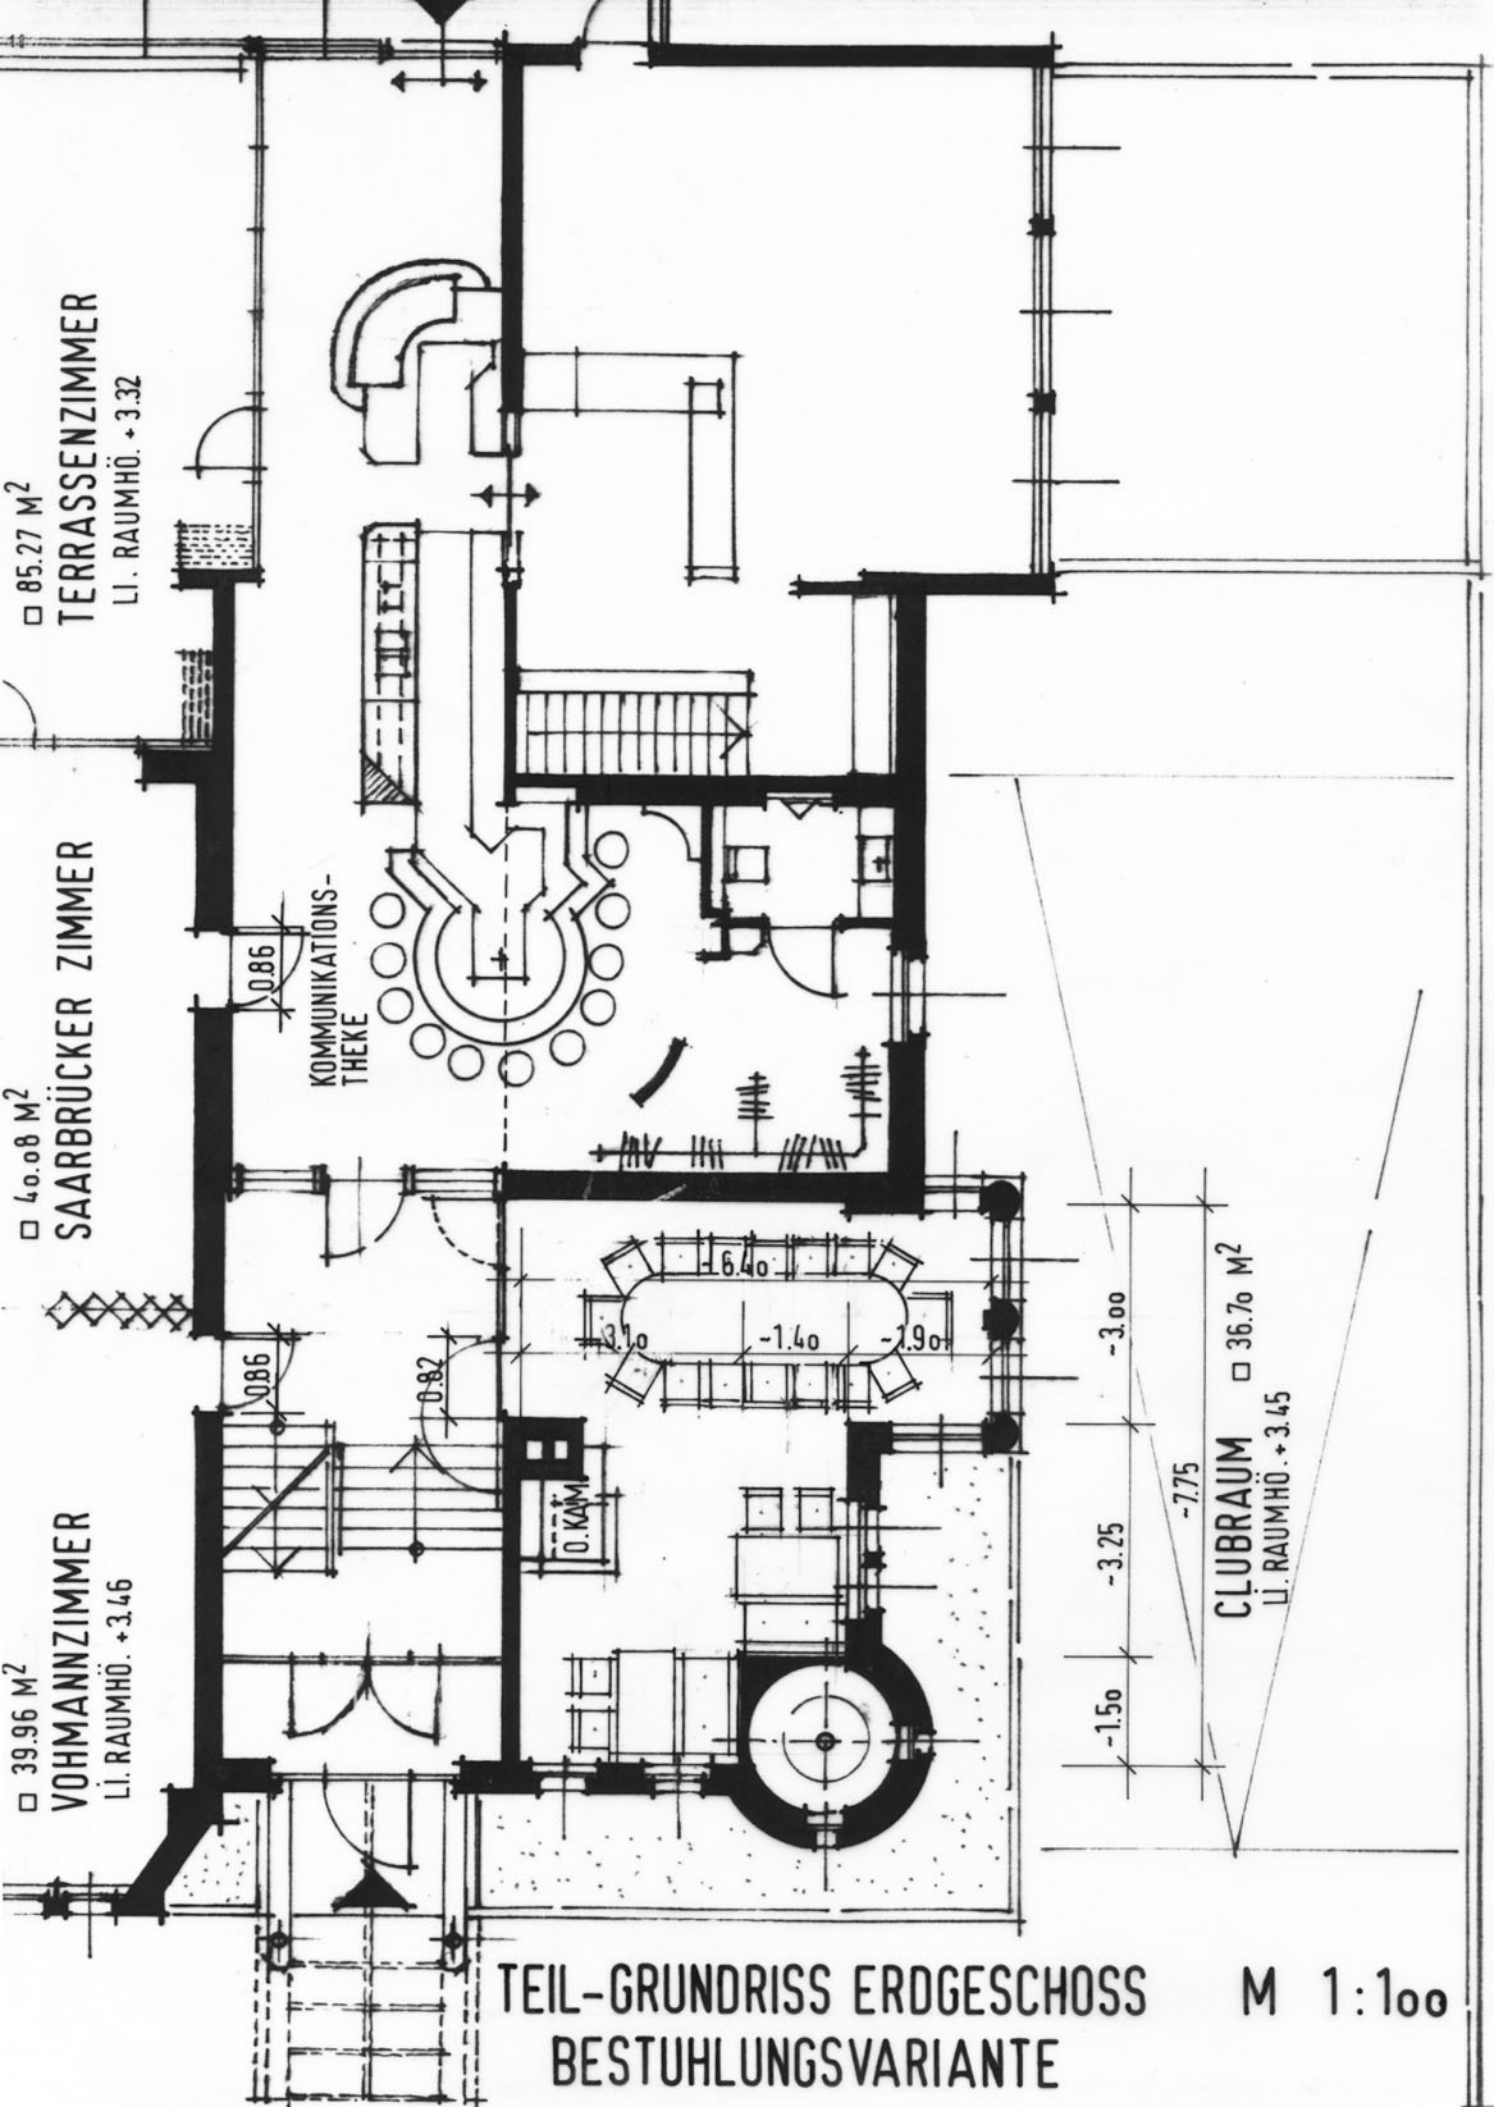 □ 85.27 M²
TERRASSENZIMMER
LI. RAUMHÖ. + 3.32
□ 40.08 M²
SAARBRÜCKER ZIMMER
□ 39.96 M²
VOHMANNZIMMER
LI. RAUMHÖ. +3.46
0.86
KOMMUNIKATIONS-
THEKE
0.86
0.82
~6.40
3.10
~1.40
~1.90
O.KAM.
~3.00
~3.25
~1.50
~7.75
CLUBRAUM □ 36.70 M²
LI. RAUMHÖ. + 3.45
TEIL-GRUNDRISS ERDGESCHOSS M 1:100
BESTUHLUNGSVARIANTE